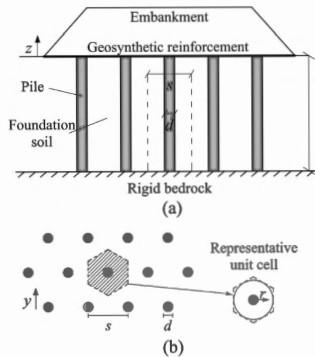 Embankment
z
Geosynthetic reinforcement
Pile
s
Foundation
soil
d
Rigid bedrock
(a)
Representative
unit cell
y
r
s
d
(b)